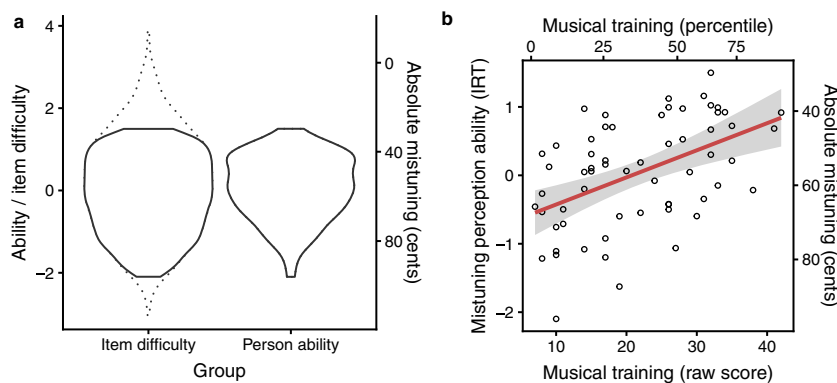 a
Ability / item difficulty
4
2
0
−2
0
40
80
Absolute mistuning (cents)
Item difficulty
Person ability
Group
b
Musical training (percentile)
0
25
50
75
Mistuning perception ability (IRT)
1
0
−1
−2
40
60
80
Absolute mistuning
(cents)
10
20
30
40
Musical training (raw score)